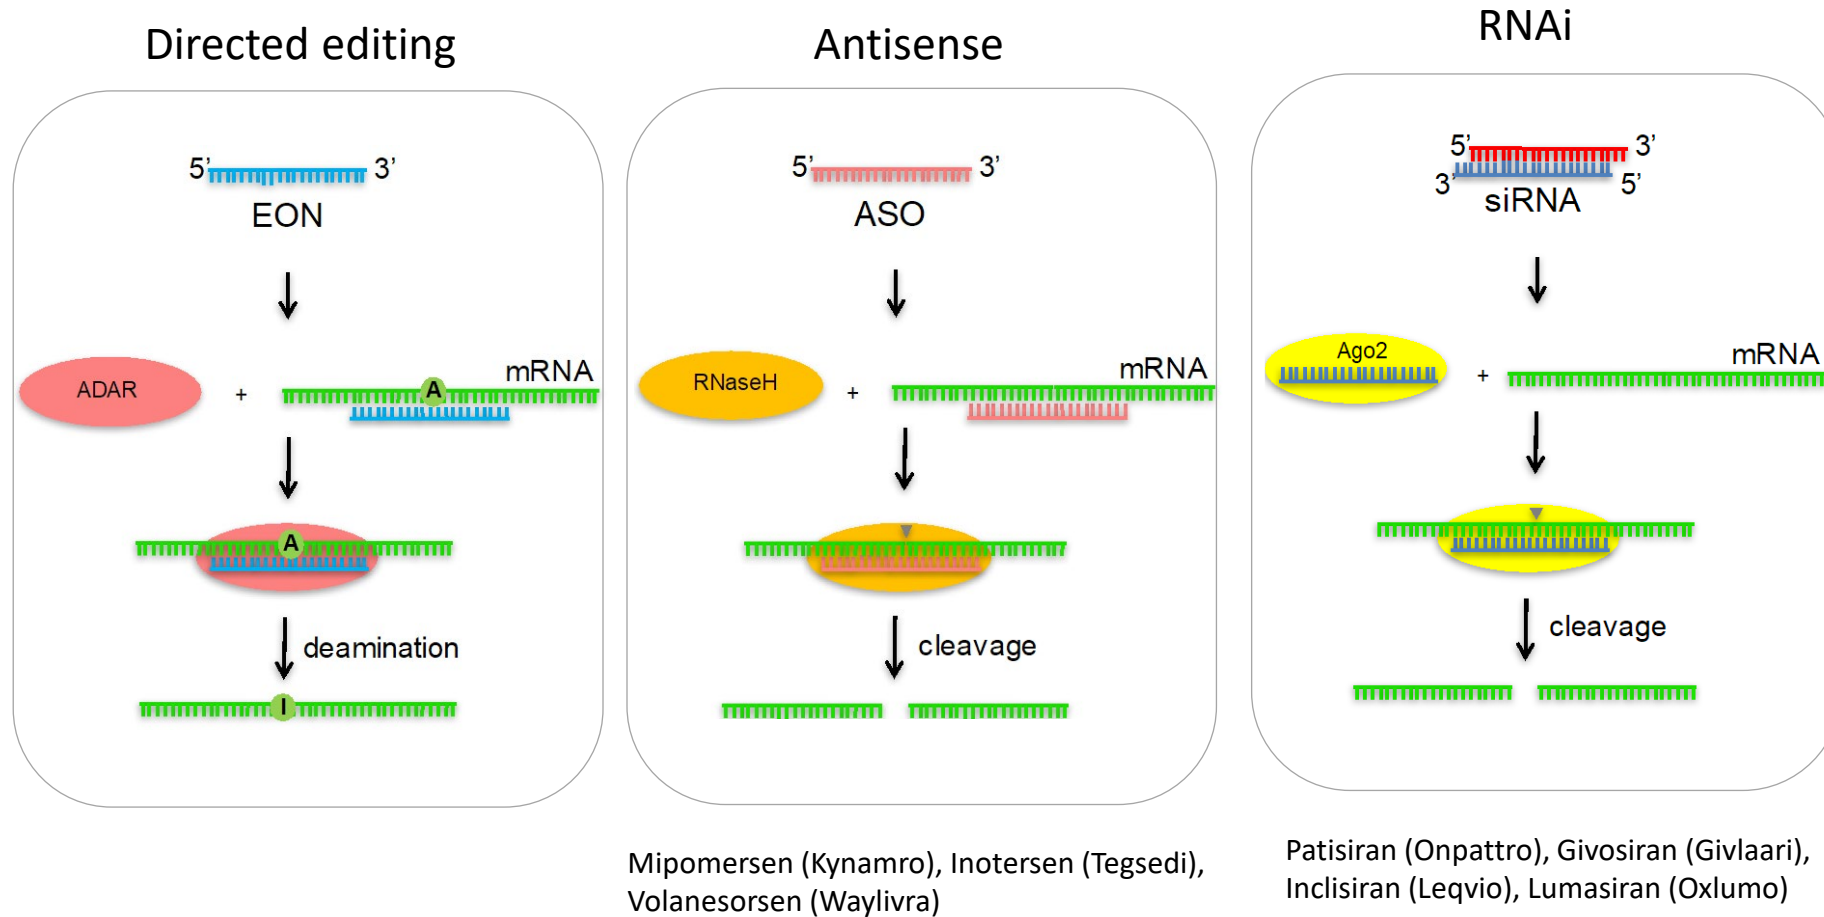 Directed editing
5' 3'
EON
ADAR + A mRNA
A
deamination
I
Antisense
5' 3'
ASO
RNaseH + mRNA
cleavage
Mipomersen (Kynamro), Inotersen (Tegsedi),
Volanesorsen (Waylivra)
RNAi
5' 3'
3' 5'
siRNA
Ago2 + mRNA
cleavage
Patisiran (Onpattro), Givosiran (Givlaari),
Inclisiran (Leqvio), Lumasiran (Oxlumo)